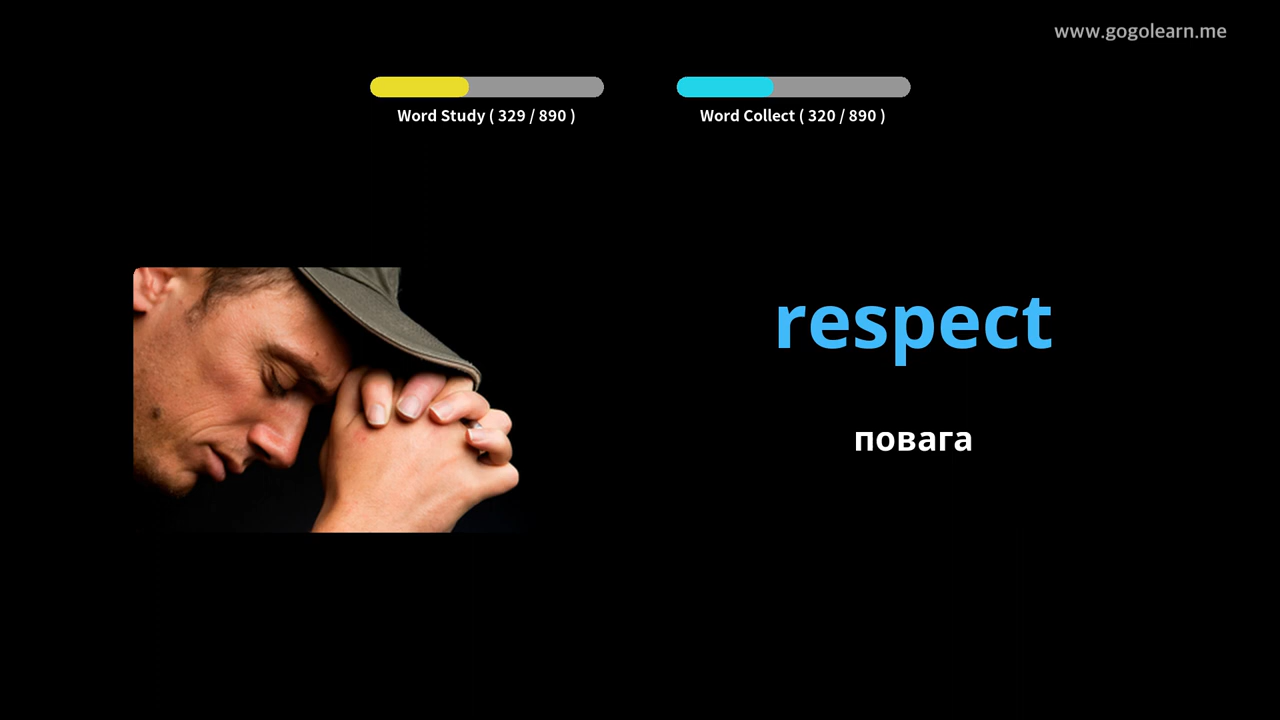 www.gogolearn.me
Word Study ( 329 / 890 )
Word Collect ( 320 / 890 )
respect
повага